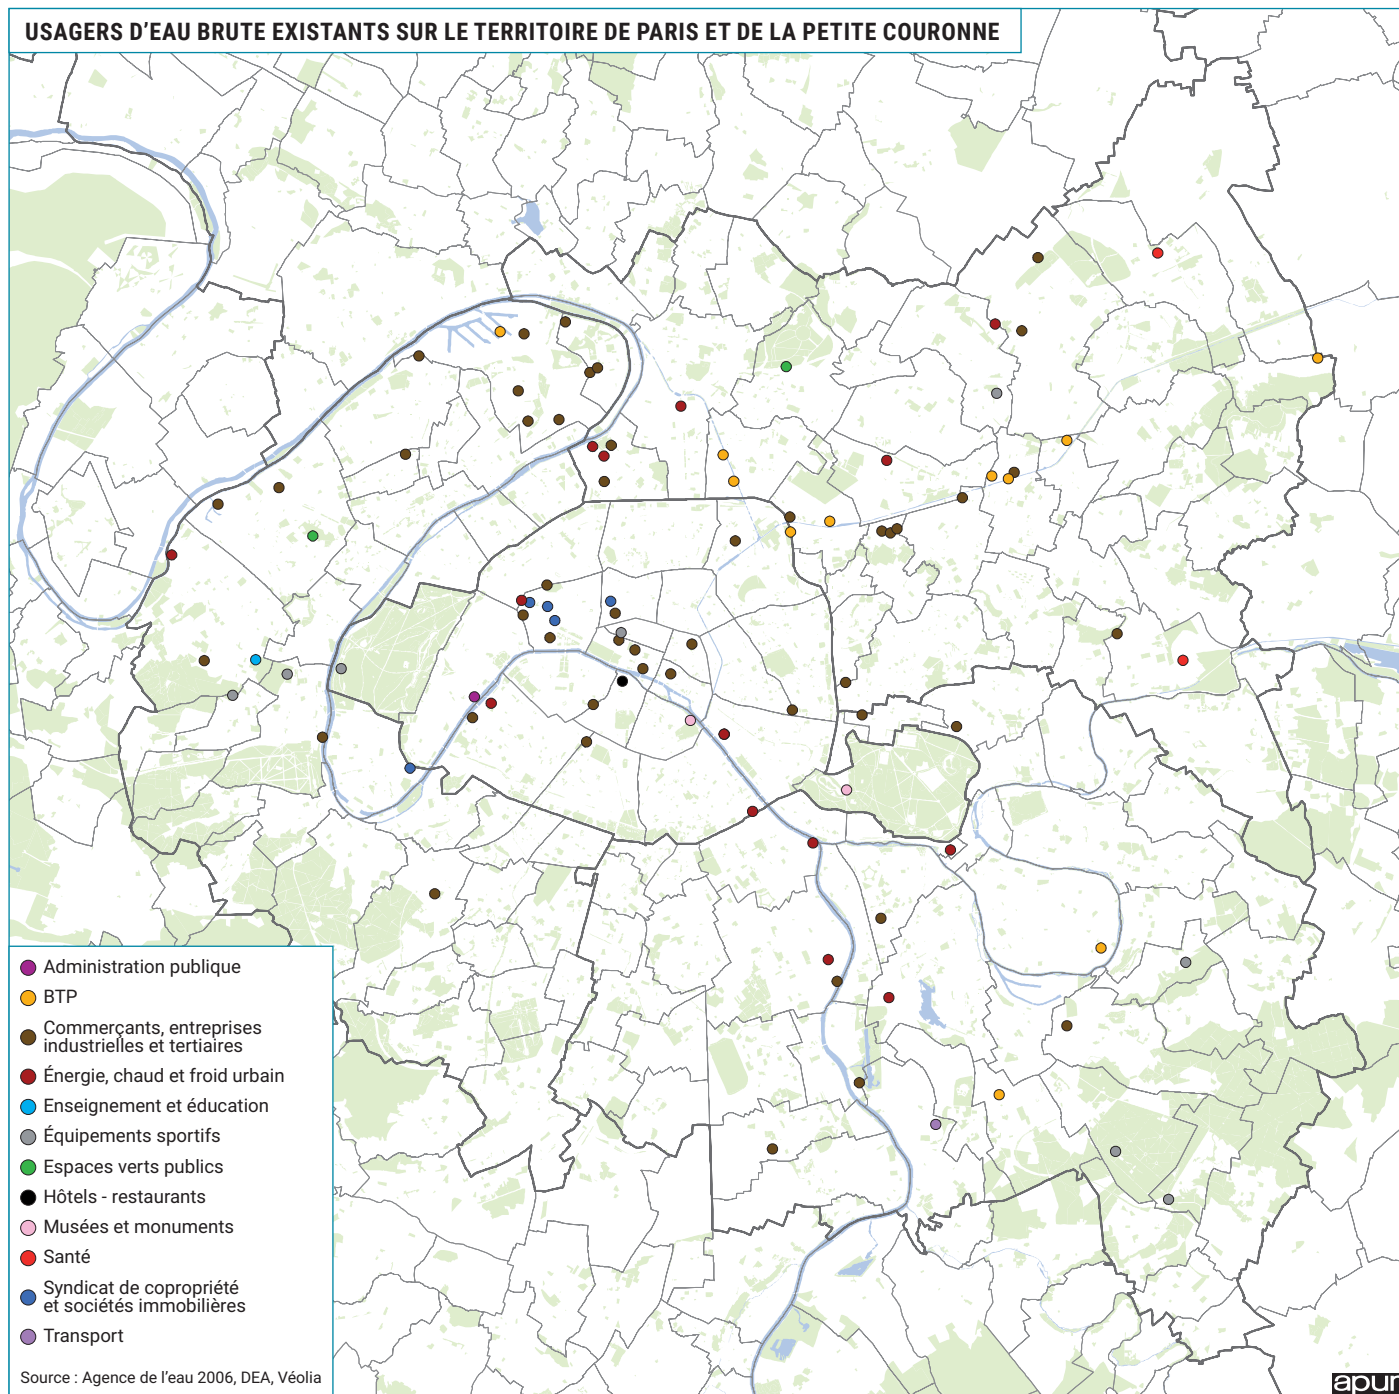 USAGERS D’EAU BRUTE EXISTANTS SUR LE TERRITOIRE DE PARIS ET DE LA PETITE COURONNE
Administration publique
BTP
Commerçants, entreprises
industrielles et tertiaires
Énergie, chaud et froid urbain
Enseignement et éducation
Équipements sportifs
Espaces verts publics
Hôtels - restaurants
Musées et monuments
Santé
Syndicat de copropriété
et sociétés immobilières
Transport
Source : Agence de l’eau 2006, DEA, Véolia
apur